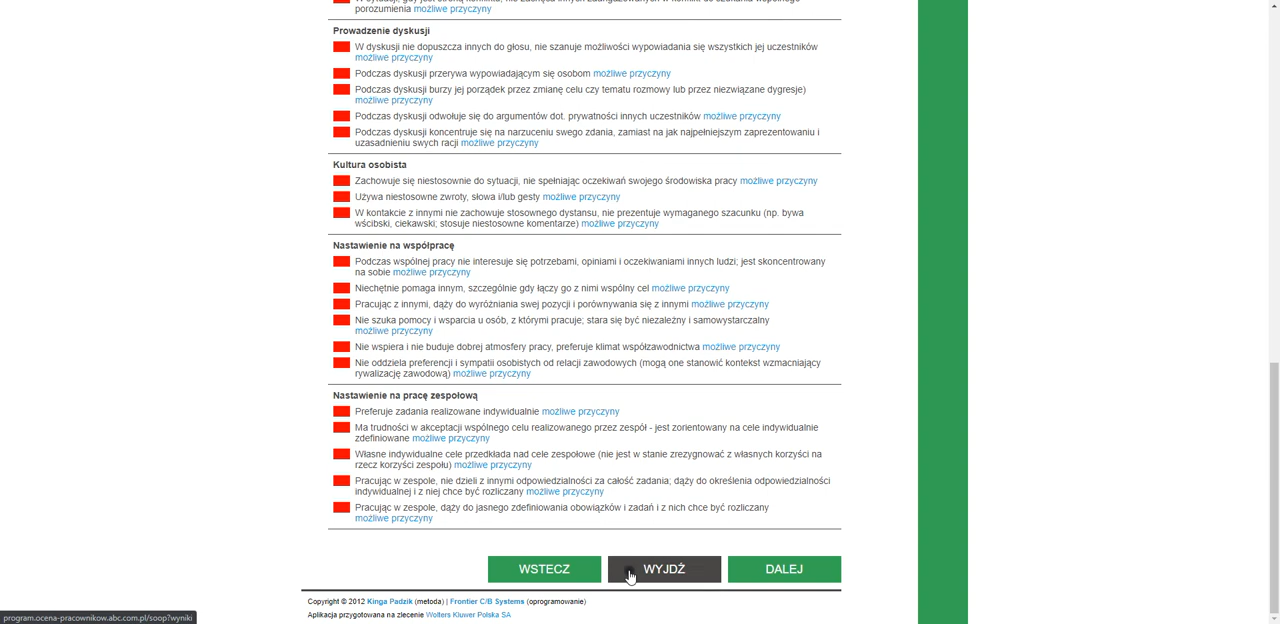 porozumienia możliwe przyczyny
Prowadzenie dyskusji
W dyskusji nie dopuszcza innych do głosu, nie szanuje możliwości wypowiadania się wszystkich jej uczestników
możliwe przyczyny
Podczas dyskusji przerywa wypowiadającym się osobom możliwe przyczyny
Podczas dyskusji burzy jej porządek przez zmianę celu czy tematu rozmowy lub przez niezwiązane dygresje)
możliwe przyczyny
Podczas dyskusji odwołuje się do argumentów dot. prywatności innych uczestników możliwe przyczyny
Podczas dyskusji koncentruje się na narzuceniu swego zdania, zamiast na jak najpełniejszym zaprezentowaniu i
uzasadnieniu swych racji możliwe przyczyny
Kultura osobista
Zachowuje się niestosownie do sytuacji, nie spełniając oczekiwań swojego środowiska pracy możliwe przyczyny
Używa niestosowne zwroty, słowa i/lub gesty możliwe przyczyny
W kontakcie z innymi nie zachowuje stosownego dystansu, nie prezentuje wymaganego szacunku (np. bywa
wścibski, ciekawski; stosuje niestosowne komentarze) możliwe przyczyny
Nastawienie na współpracę
Podczas wspólnej pracy nie interesuje się potrzebami, opiniami i oczekiwaniami innych ludzi; jest skoncentrowany
na sobie możliwe przyczyny
Niechętnie pomaga innym, szczególnie gdy łączy go z nimi wspólny cel możliwe przyczyny
Pracując z innymi, dąży do wyróżniania swej pozycji i porównywania się z innymi możliwe przyczyny
Nie szuka pomocy i wsparcia u osób, z którymi pracuje; stara się być niezależny i samowystarczalny
możliwe przyczyny
Nie wspiera i nie buduje dobrej atmosfery pracy, preferuje klimat współzawodnictwa możliwe przyczyny
Nie oddziela preferencji i sympatii osobistych od relacji zawodowych (mogą one stanowić kontekst wzmacniający
rywalizację zawodową) możliwe przyczyny
Nastawienie na pracę zespołową
Preferuje zadania realizowane indywidualnie możliwe przyczyny
Ma trudności w akceptacji wspólnego celu realizowanego przez zespół - jest zorientowany na cele indywidualnie
zdefiniowane możliwe przyczyny
Własne indywidualne cele przedkłada nad cele zespołowe (nie jest w stanie zrezygnować z własnych korzyści na
rzecz korzyści zespołu) możliwe przyczyny
Pracując w zespole, nie dzieli z innymi odpowiedzialności za całość zadania; dąży do określenia odpowiedzialności
indywidualnej i z niej chce być rozliczany możliwe przyczyny
Pracując w zespole, dąży do jasnego zdefiniowania obowiązków i zadań i z nich chce być rozliczany
możliwe przyczyny
WSTECZ WYJDŹ DALEJ
Copyright © 2012 Kinga Padzik (metoda) | Frontier C/B Systems (oprogramowanie)
Aplikacja przygotowana na zlecenie Wolters Kluwer Polska SA
program.ocena-pracownikow.abc.com.pl/soop?wyniki